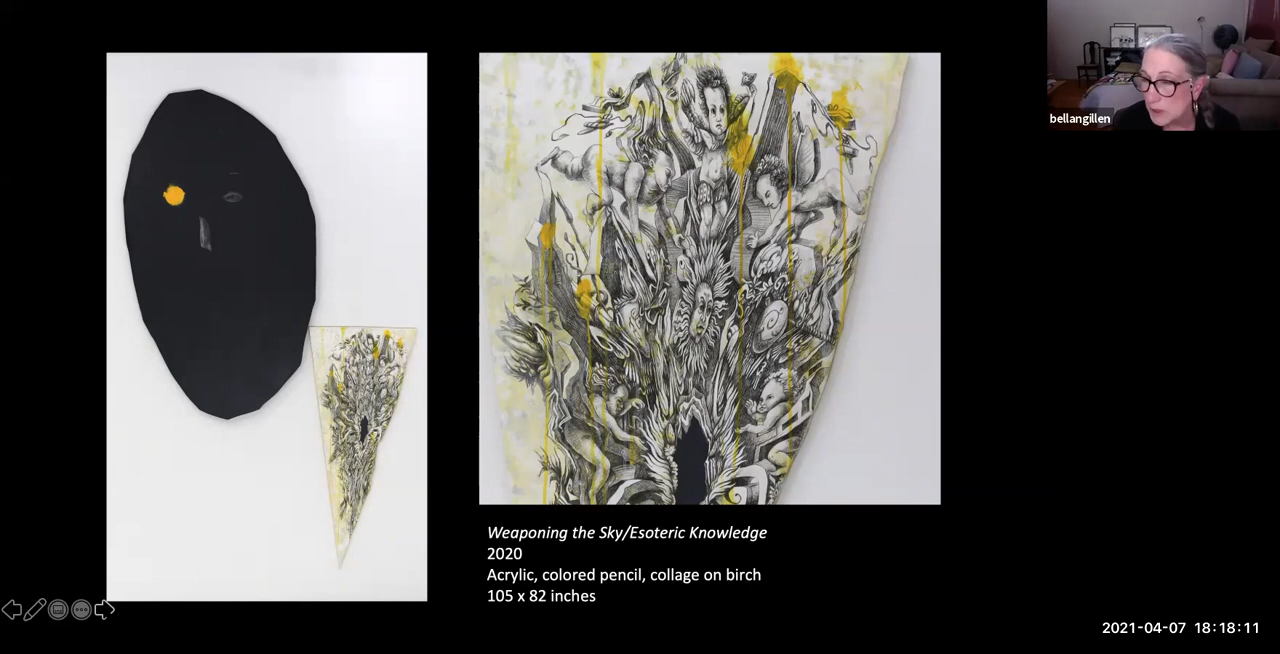 bellangillen
Weaponing the Sky/Esoteric Knowledge
2020
Acrylic, colored pencil, collage on birch
105 x 82 inches
2021-04-07 18:18:11